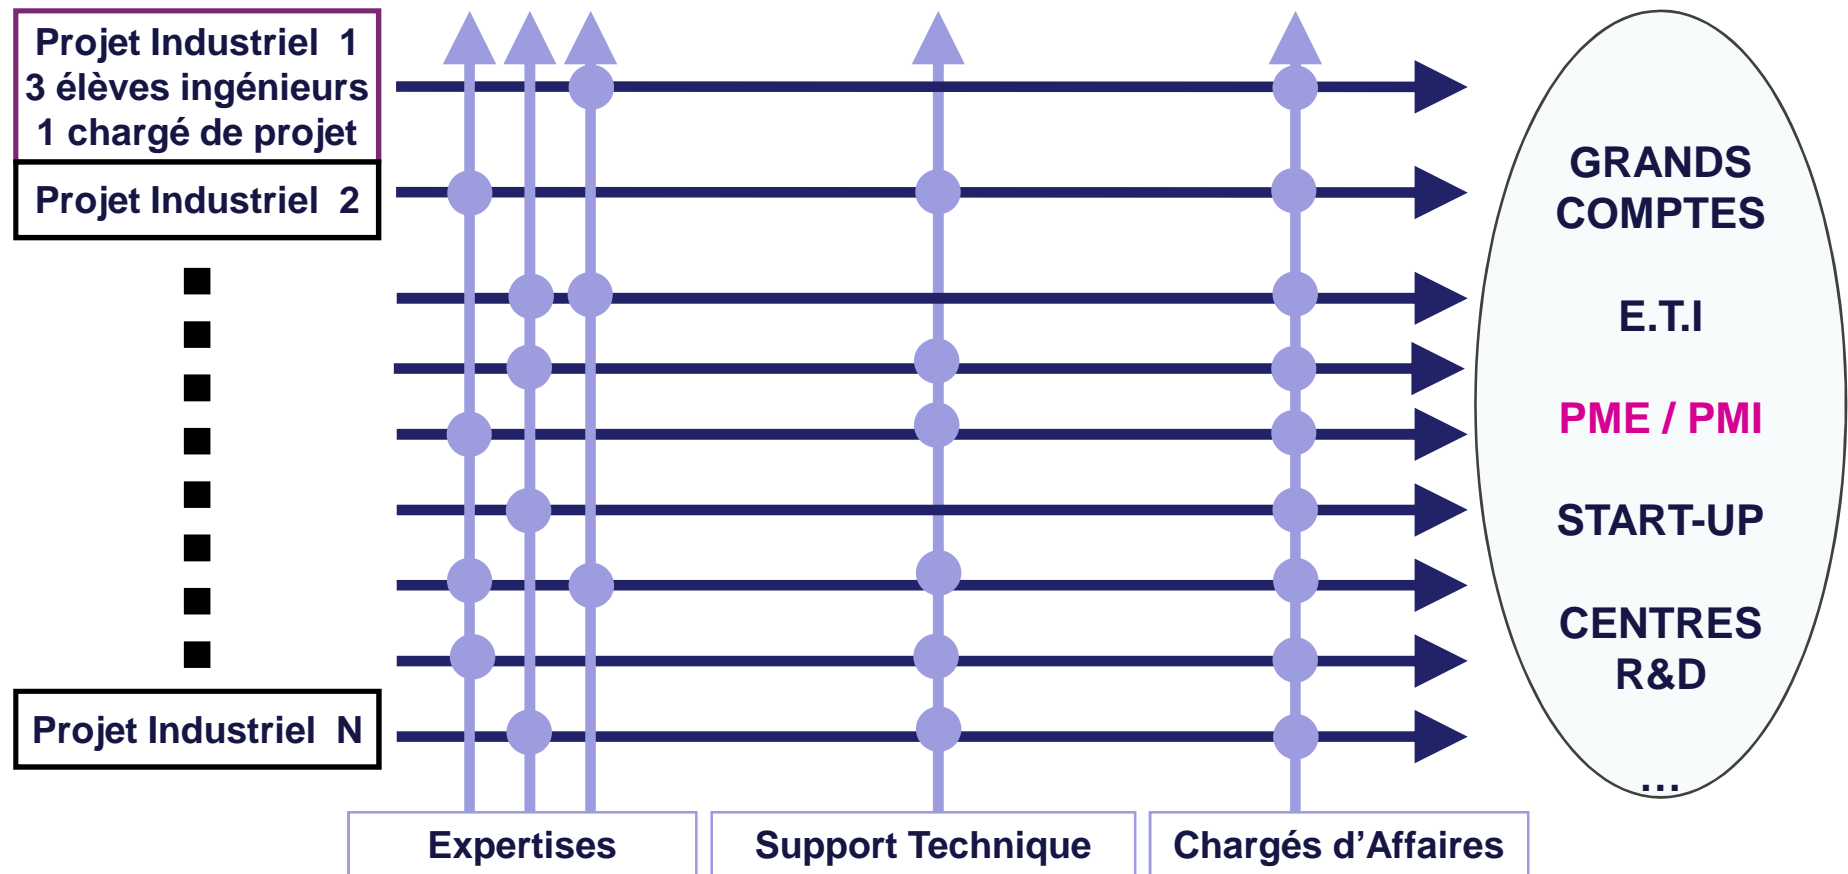 Projet Industriel 1
3 élèves ingénieurs
1 chargé de projet
Projet Industriel 2
Projet Industriel N
GRANDS
COMPTES
E.T.I
PME / PMI
START-UP
CENTRES
R&D
...
Expertises
Support Technique
Chargés d’Affaires